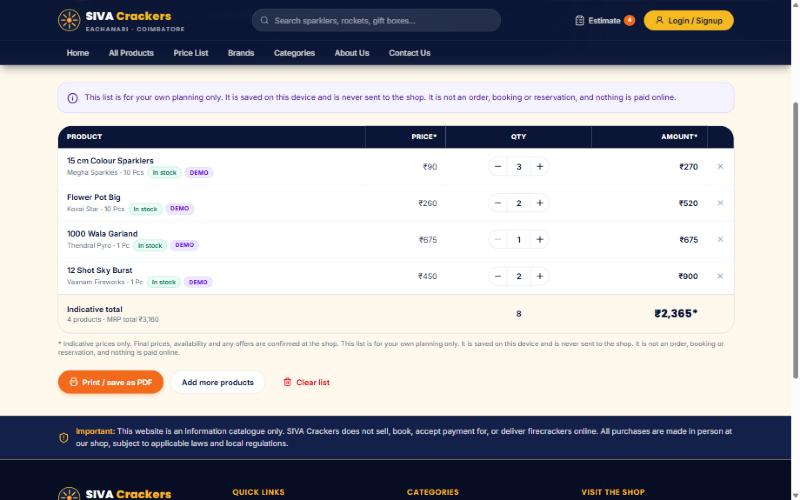 SIVA Crackers
EACHANARI · COIMBATORE
Search sparklers, rockets, gift boxes...
Estimate 4
Login / Signup
Home All Products Price List Brands Categories About Us Contact Us
This list is for your own planning only. It is saved on this device and is never sent to the shop. It is not an order, booking or reservation, and nothing is paid online.
PRODUCT PRICE* QTY AMOUNT*
15 cm Colour Sparklers
Megha Sparkles · 10 Pcs In stock DEMO
₹90 − 3 + ₹270 ×
Flower Pot Big
Kovai Star · 10 Pcs In stock DEMO
₹260 − 2 + ₹520 ×
1000 Wala Garland
Thendral Pyro · 1 Pc In stock DEMO
₹675 − 1 + ₹675 ×
12 Shot Sky Burst
Vaanam Fireworks · 1 Pc In stock DEMO
₹450 − 2 + ₹900 ×
Indicative total
4 products · MRP total ₹3,160
8 ₹2,365*
* Indicative prices only. Final prices, availability and any offers are confirmed at the shop. This list is for your own planning only. It is saved on this device and is never sent to the shop. It is not an order, booking or
reservation, and nothing is paid online.
Print / save as PDF Add more products Clear list
Important: This website is an information catalogue only. SIVA Crackers does not sell, book, accept payment for, or deliver firecrackers online. All purchases are made in person at
our shop, subject to applicable laws and local regulations.
SIVA Crackers QUICK LINKS CATEGORIES VISIT THE SHOP